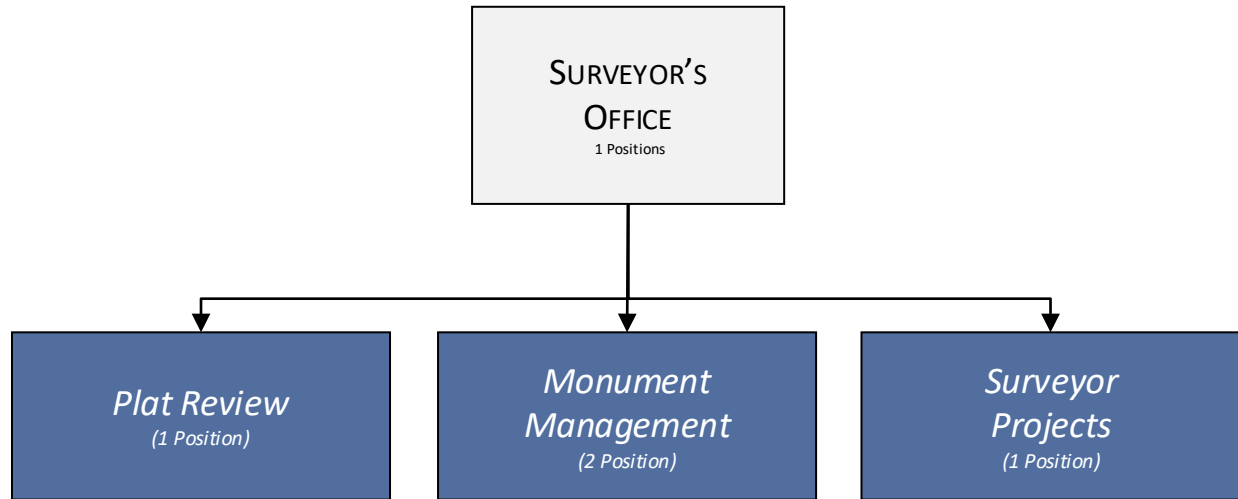 SURVEYOR'S
OFFICE
1 Positions
Plat Review
(1 Position)
Monument
Management
(2 Position)
Surveyor
Projects
(1 Position)